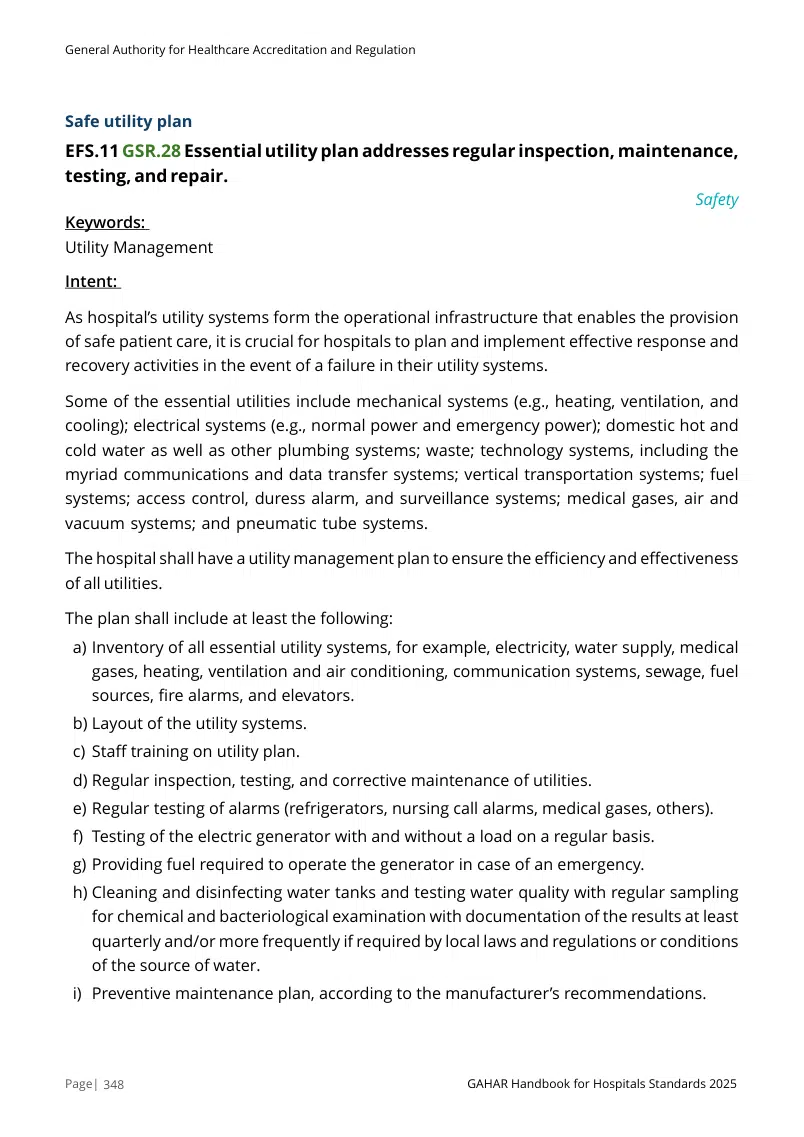 General Authority for Healthcare Accreditation and Regulation
Safe utility plan
EFS.11 GSR.28 Essential utility plan addresses regular inspection, maintenance,
testing, and repair.
Safety
Keywords:
Utility Management
Intent:
As hospital’s utility systems form the operational infrastructure that enables the provision
of safe patient care, it is crucial for hospitals to plan and implement effective response and
recovery activities in the event of a failure in their utility systems.
Some of the essential utilities include mechanical systems (e.g., heating, ventilation, and
cooling); electrical systems (e.g., normal power and emergency power); domestic hot and
cold water as well as other plumbing systems; waste; technology systems, including the
myriad communications and data transfer systems; vertical transportation systems; fuel
systems; access control, duress alarm, and surveillance systems; medical gases, air and
vacuum systems; and pneumatic tube systems.
The hospital shall have a utility management plan to ensure the efficiency and effectiveness
of all utilities.
The plan shall include at least the following:
a) Inventory of all essential utility systems, for example, electricity, water supply, medical
gases, heating, ventilation and air conditioning, communication systems, sewage, fuel
sources, fire alarms, and elevators.
b) Layout of the utility systems.
c) Staff training on utility plan.
d) Regular inspection, testing, and corrective maintenance of utilities.
e) Regular testing of alarms (refrigerators, nursing call alarms, medical gases, others).
f) Testing of the electric generator with and without a load on a regular basis.
g) Providing fuel required to operate the generator in case of an emergency.
h) Cleaning and disinfecting water tanks and testing water quality with regular sampling
for chemical and bacteriological examination with documentation of the results at least
quarterly and/or more frequently if required by local laws and regulations or conditions
of the source of water.
i) Preventive maintenance plan, according to the manufacturer’s recommendations.
Page| 348 GAHAR Handbook for Hospitals Standards 2025